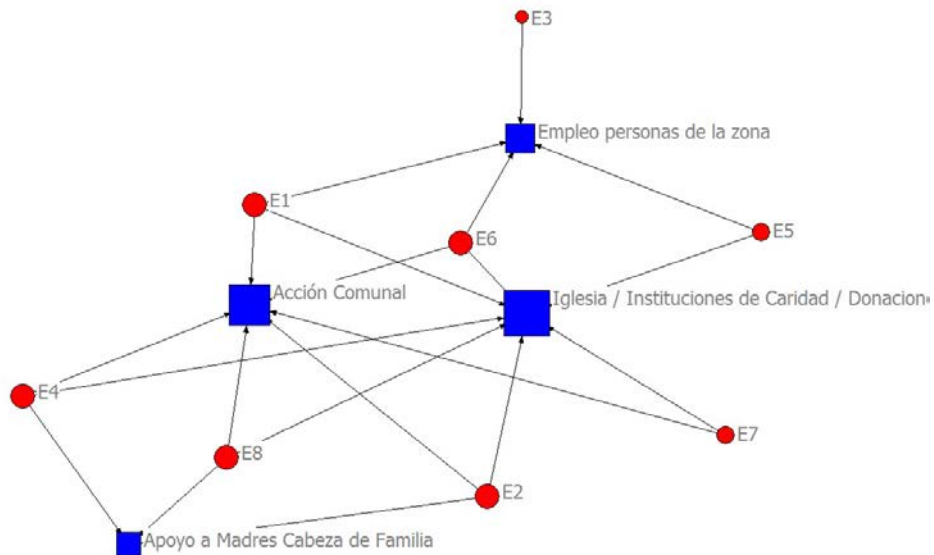 E3
Empleo personas de la zona
E1
E6
E5
Acción Comunal
Iglesia / Instituciones de Caridad / Donacion
E4
E8
E7
E2
Apoyo a Madres Cabeza de Familia